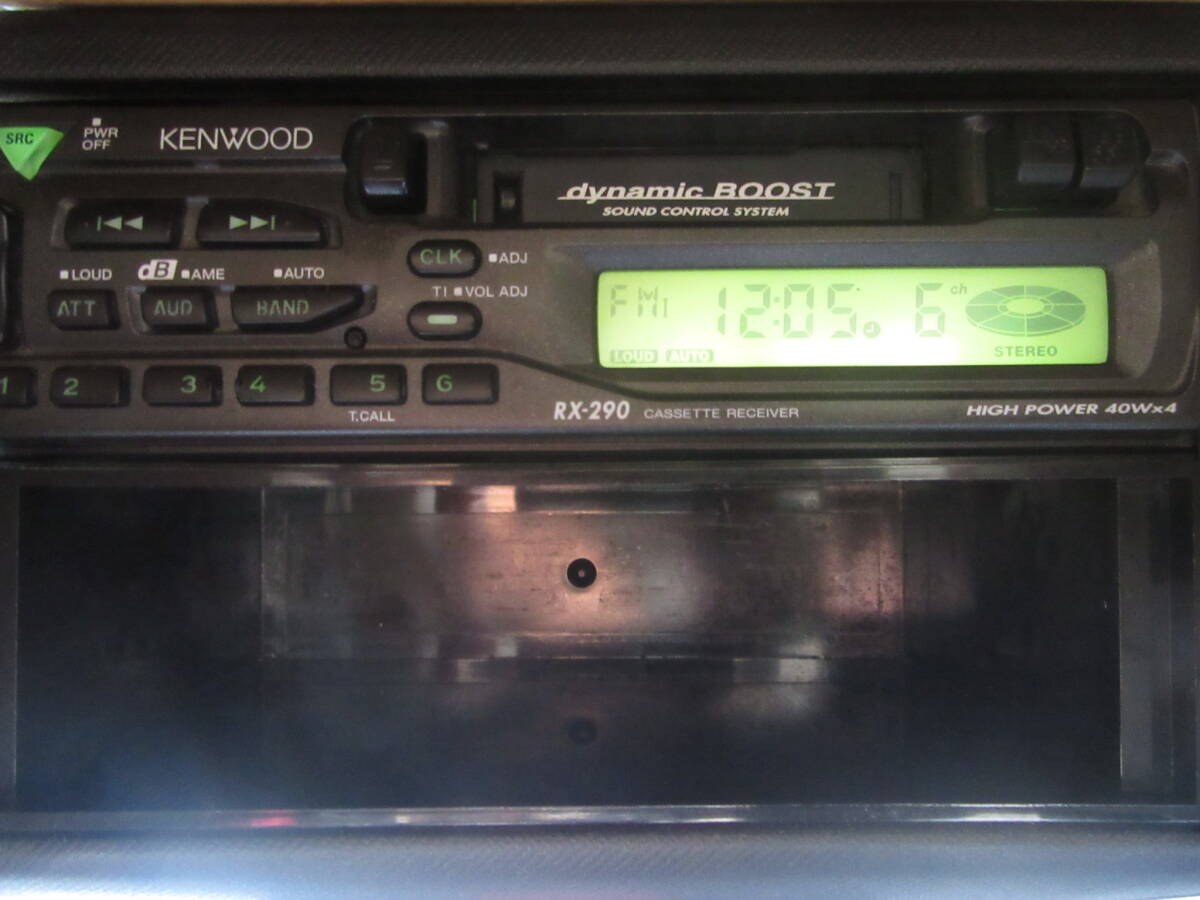 SRC
PWR
OFF
KENWOOD
dynamic BOOST
SOUND CONTROL SYSTEM
CLK
ADJ
LOUD
dB
AME
AUTO
TI
VOL ADJ
ATT
AUD
BAND
FM1 12:05 6ch
LOUD AUTO STEREO
1 2 3 4 5 6
T.CALL
RX-290 CASSETTE RECEIVER
HIGH POWER 40Wx4